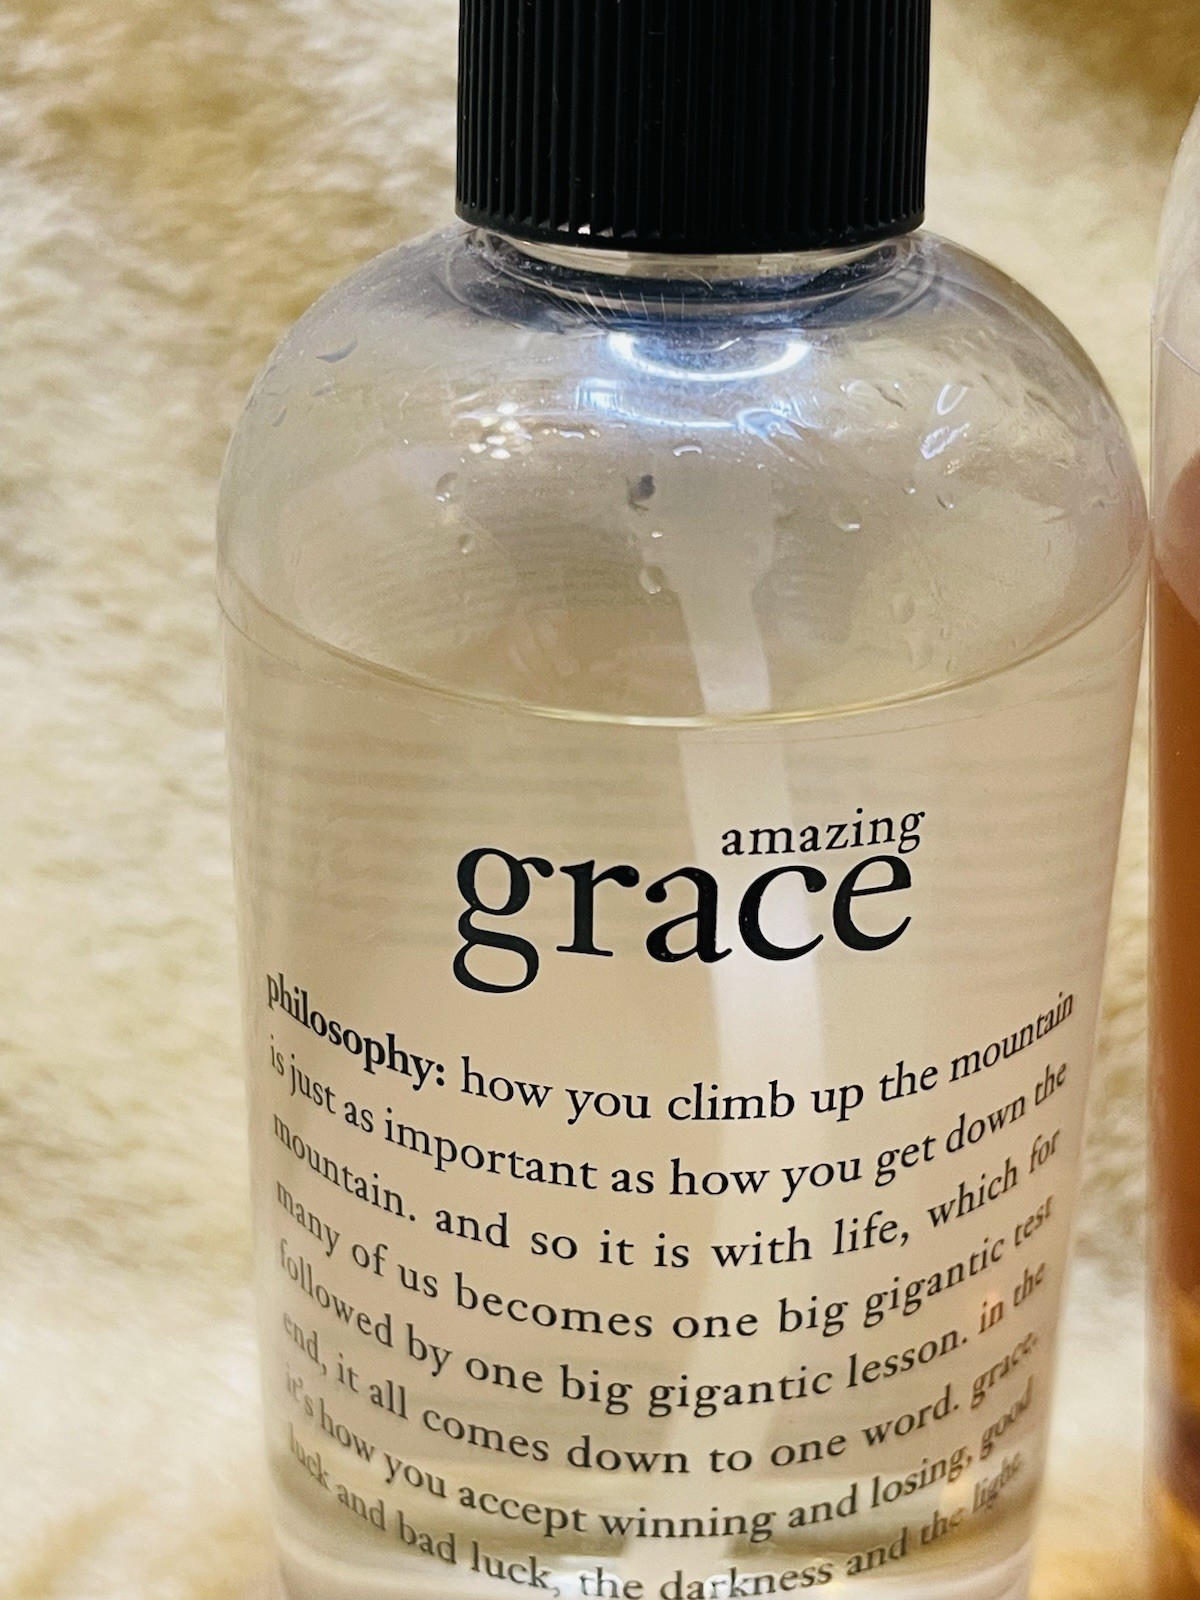 amazing
grace
philosophy: how you climb up the mountain
is just as important as how you get down the
mountain. and so it is with life, which for
many of us becomes one big gigantic test
followed by one big gigantic lesson. in the
end, it all comes down to one word. grace.
it's how you accept winning and losing, good
luck and bad luck, the darkness and the light.